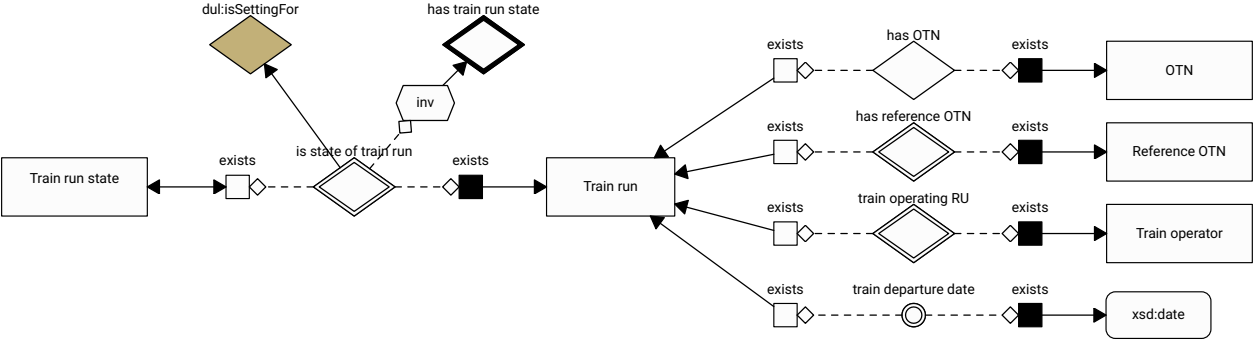 dul:isSettingFor
has train run state
inv
is state of train run
Train run state
exists
exists
Train run
exists
has OTN
exists
OTN
exists
has reference OTN
exists
Reference OTN
exists
train operating RU
exists
Train operator
exists
train departure date
exists
xsd:date